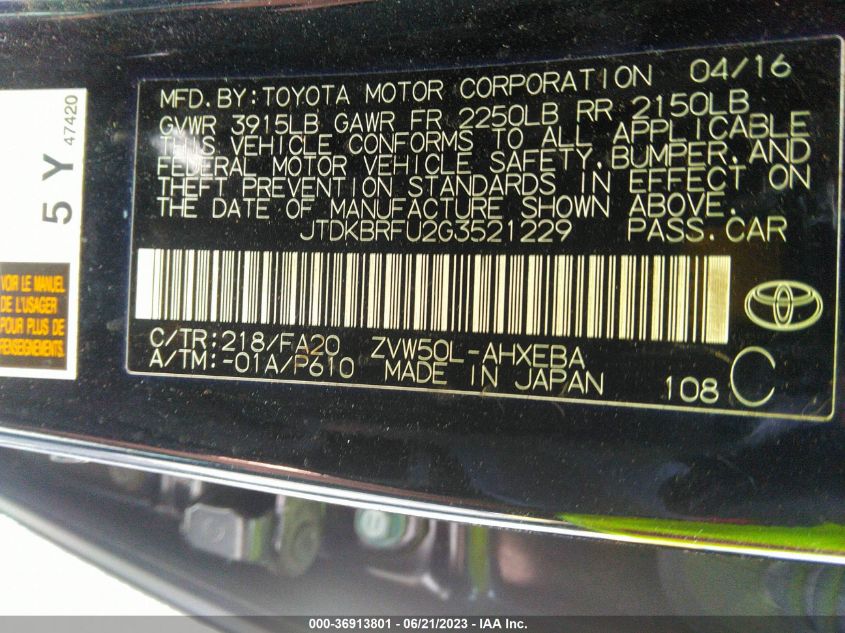 5 Y
47420
VOIR LE MANUEL
DE L'USAGER
POUR PLUS DE
RENSEIGNEMENTS.
MFD. BY: TOYOTA MOTOR CORPORATION 04/16
GVWR 3915LB GAWR FR 2250LB RR 2150LB
THIS VEHICLE CONFORMS TO ALL APPLICABLE
FEDERAL MOTOR VEHICLE SAFETY, BUMPER, AND
THEFT PREVENTION STANDARDS IN EFFECT ON
THE DATE OF MANUFACTURE SHOWN ABOVE.
JTDKBRFU2G3521229 PASS. CAR
C/TR: 218/FA20 ZVW50L-AHXEBA
A/TM: -01A/P610 MADE IN JAPAN 108 C
000-36913801 - 06/21/2023 - IAA Inc.